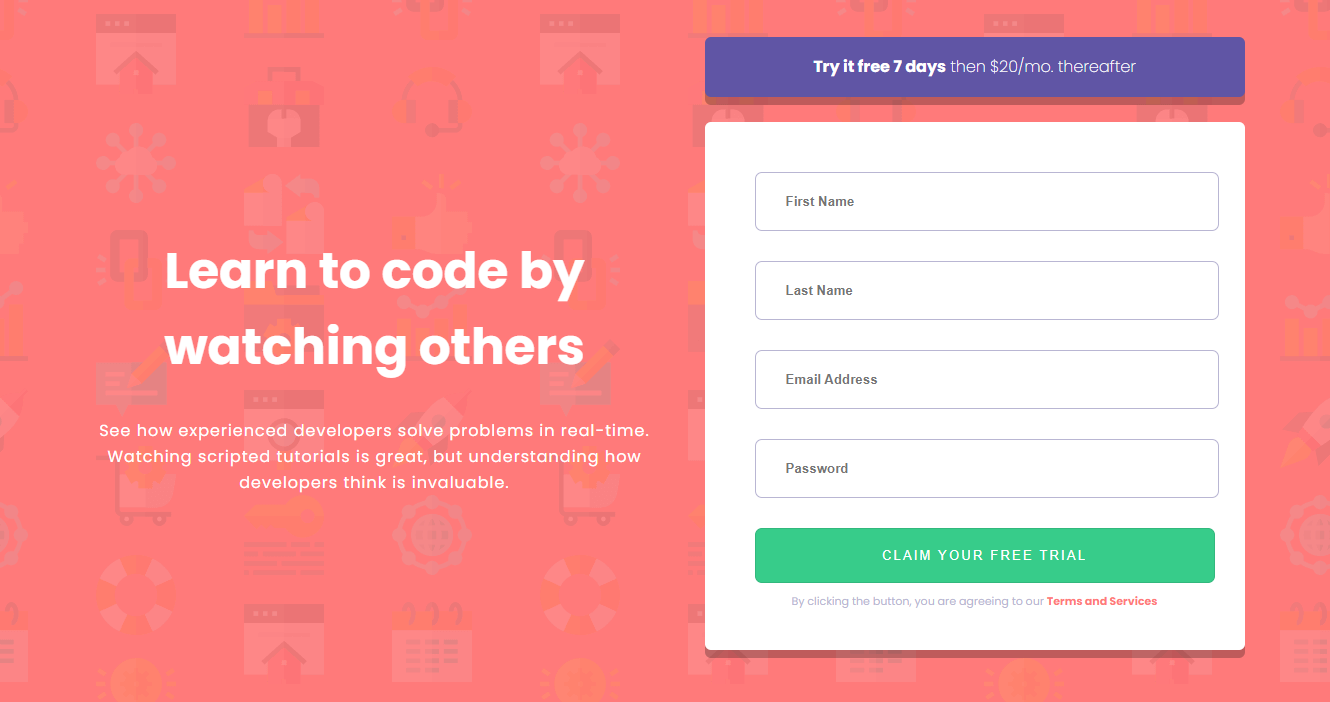 Learn to code by
watching others
See how experienced developers solve problems in real-time.
Watching scripted tutorials is great, but understanding how
developers think is invaluable.
Try it free 7 days then $20/mo. thereafter
First Name
Last Name
Email Address
Password
CLAIM YOUR FREE TRIAL
By clicking the button, you are agreeing to our Terms and Services